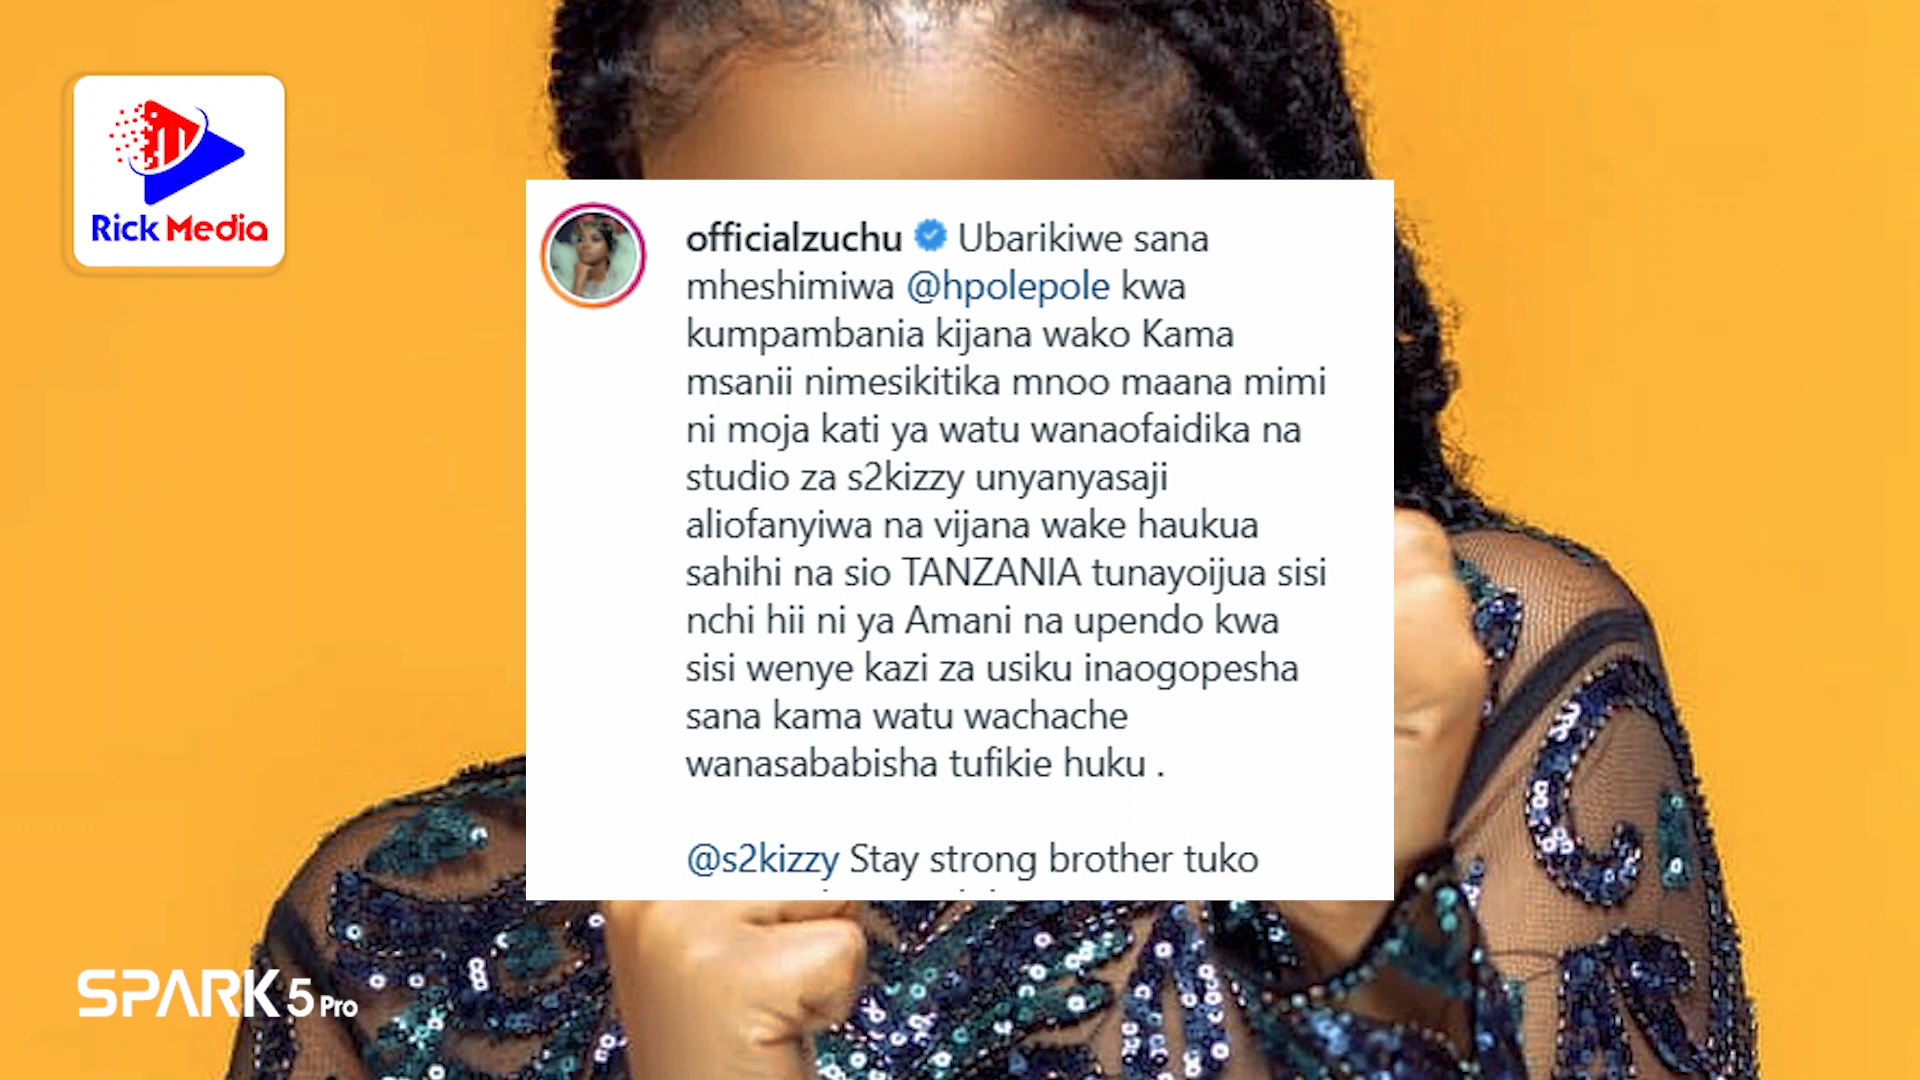 Rick Media
officialzuchu Ubarikiwe sana
mheshimiwa @hpolepole kwa
kumpambania kijana wako Kama
msanii nimesikitika mnoo maana mimi
ni moja kati ya watu wanaofaidika na
studio za s2kizzy unyanyasaji
aliofanyiwa na vijana wake haukua
sahihi na sio TANZANIA tunayoijua sisi
nchi hii ni ya Amani na upendo kwa
sisi wenye kazi za usiku inaogopesha
sana kama watu wachache
wanasababisha tufikie huku .
@s2kizzy Stay strong brother tuko
SPARK 5 Pro